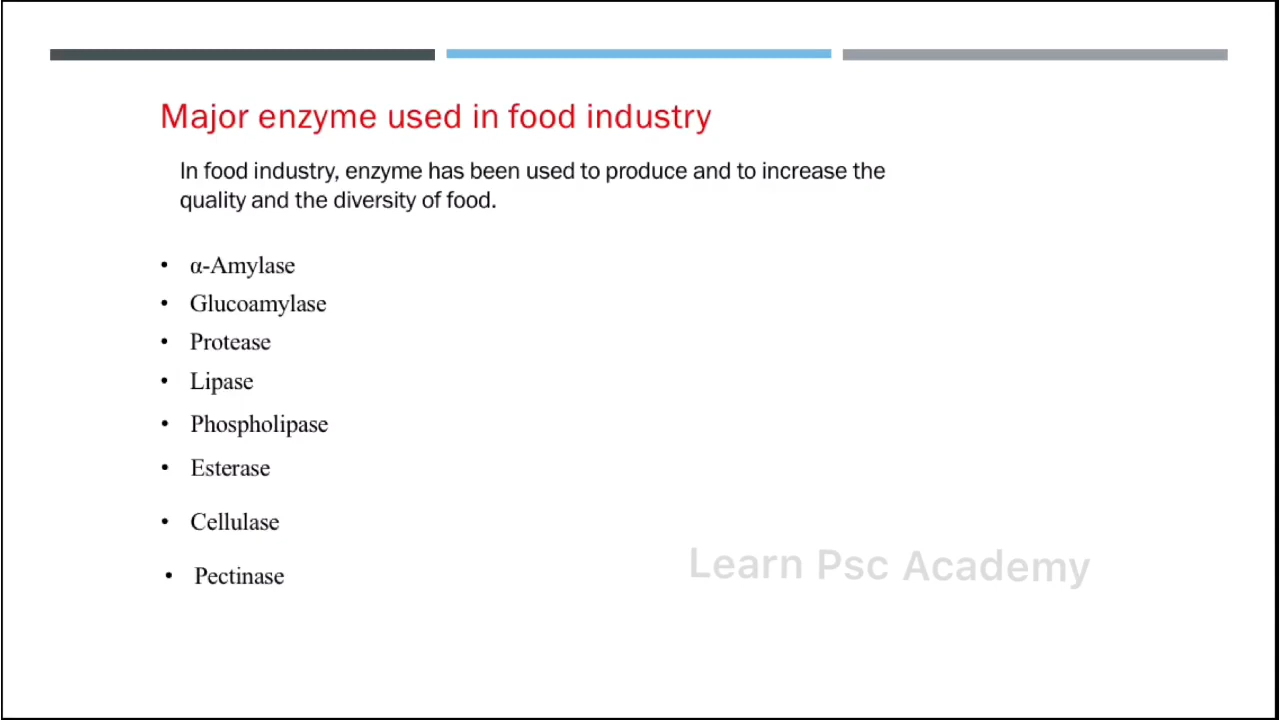 Major enzyme used in food industry
In food industry, enzyme has been used to produce and to increase the
quality and the diversity of food.
• α-Amylase
• Glucoamylase
• Protease
• Lipase
• Phospholipase
• Esterase
• Cellulase
• Pectinase
Learn Psc Academy